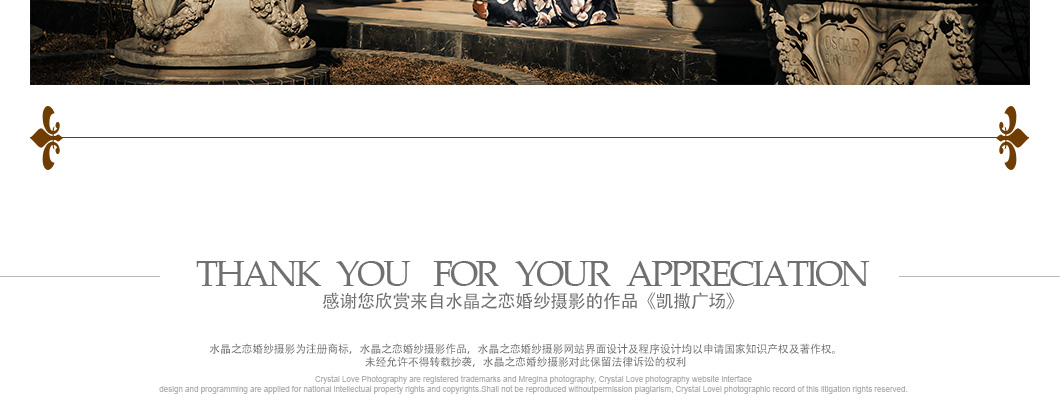 OSCAR
THANK YOU FOR YOUR APPRECIATION
感谢您欣赏来自水晶之恋婚纱摄影的作品《凯撒广场》
水晶之恋婚纱摄影为注册商标，水晶之恋婚纱摄影作品，水晶之恋婚纱摄影网站界面设计及程序设计均以申请国家知识产权及著作权。
未经允许不得转载抄袭，水晶之恋婚纱摄影对此保留法律诉讼的权利
Crystal Love Photography are registered trademarks and Mregina photography, Crystal Love photography website interface
design and programming are applied for national intellectual property rights and copyrights.Shall not be reproduced withoutpermission plagiarism, Crystal Lovel photographic record of this litigation rights reserved.